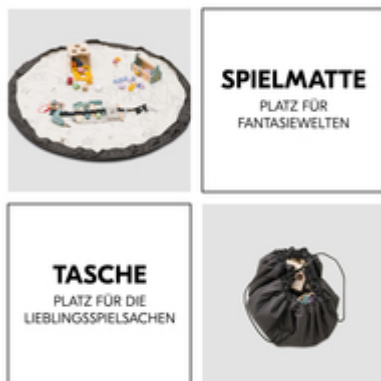 SPIELMATTE
PLATZ FÜR
FANTASIEWELTEN
TASCHE
PLATZ FÜR DIE
LIEBLINGSSPIELSACHEN